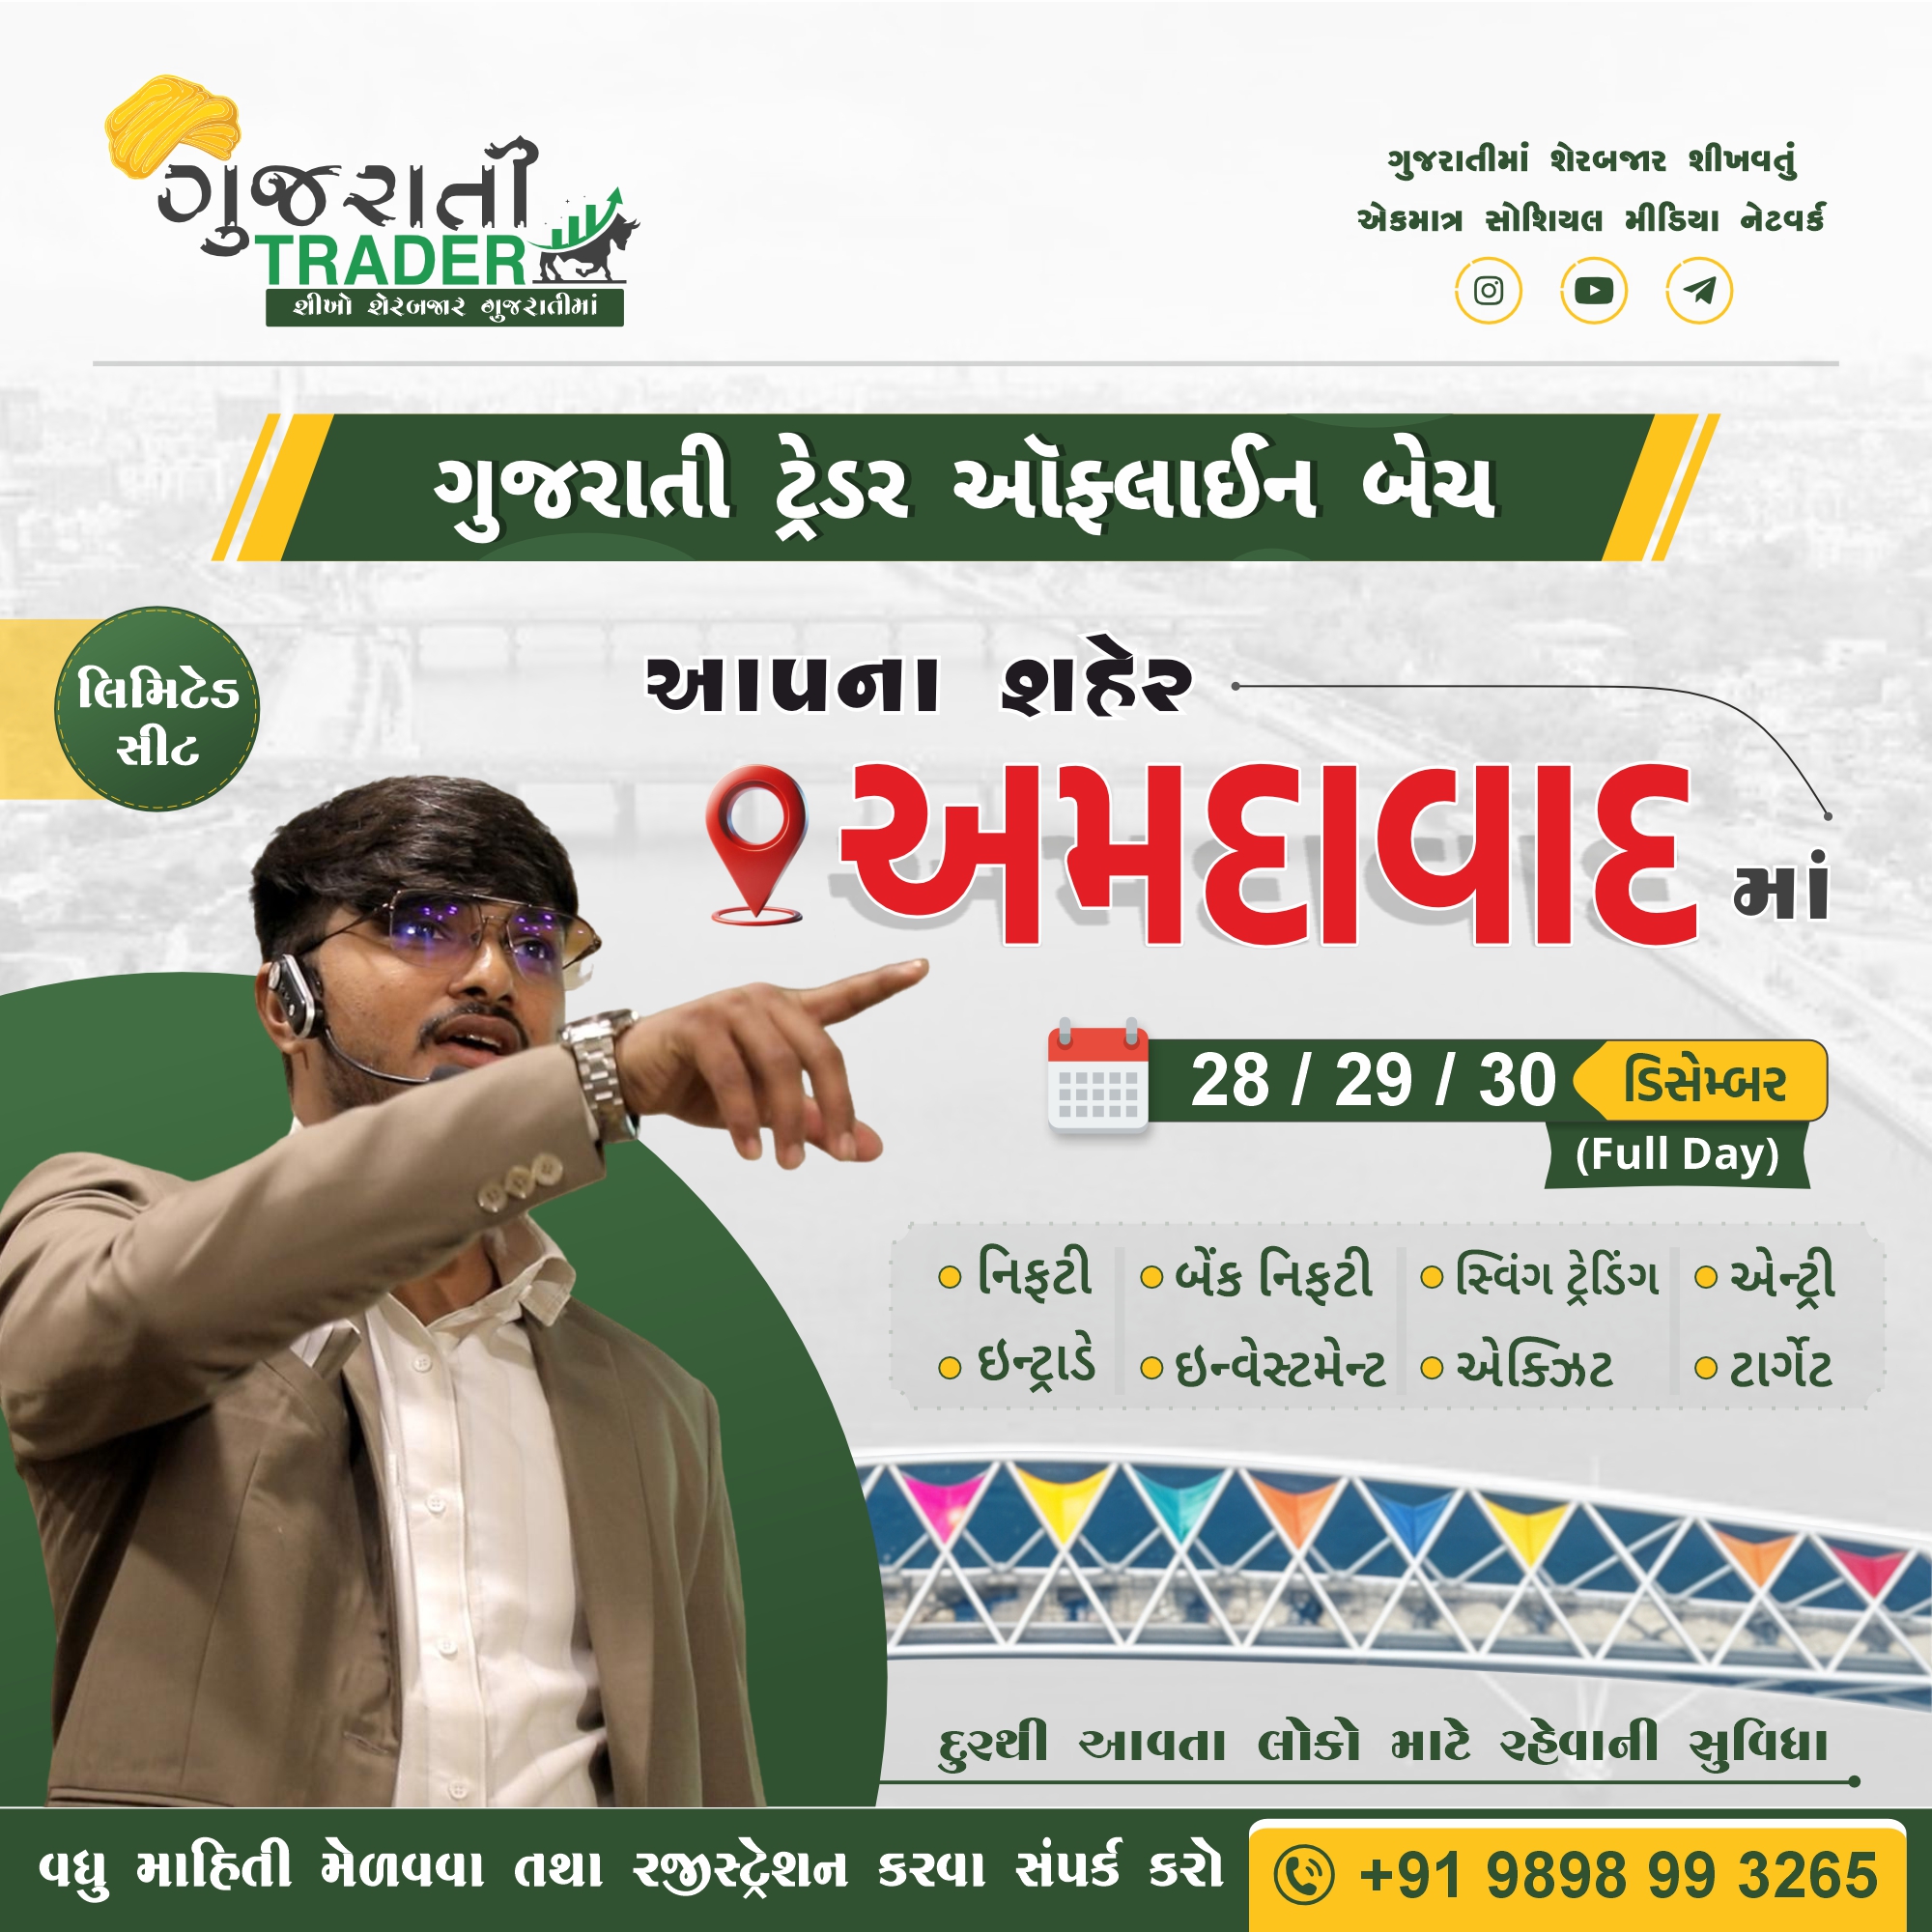 ગુજરાતી
TRADER
શીખો શેરબજાર ગુજરાતીમાં
ગુજરાતીમાં શેરબજાર શીખવતું
એકમાત્ર સોશિયલ મીડિયા નેટવર્ક
ગુજરાતી ટ્રેડર ઑફ્લાઈન બેચ
લિમિટેડ
સીટ
આપના શહેર
અમદાવાદ માં
28 / 29 / 30 ડિસેમ્બર
(Full Day)
નિફ્ટી બેંક નિફ્ટી સ્વિંગ ટ્રેડિંગ એન્ટ્રી
ઇન્ટ્રાડે ઇન્વેસ્ટમેન્ટ એક્ઝિટ ટાર્ગેટ
દુરથી આવતા લોકો માટે રહેવાની સુવિધા
વધુ માહિતી મેળવવા તથા રજીસ્ટ્રેશન કરવા સંપર્ક કરો +91 9898 99 3265